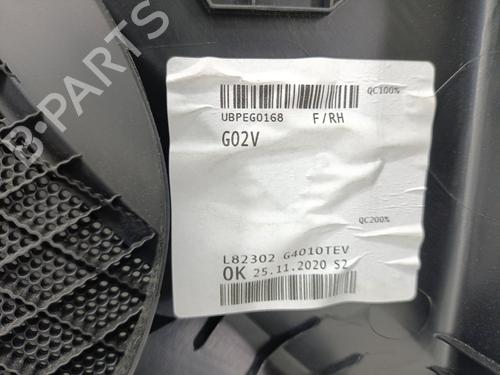 B-PARTS
QC100%
UBPEG0168 F/RH
G02V
QC200%
L82302 G4010TEV
OK 25.11.2020 S2